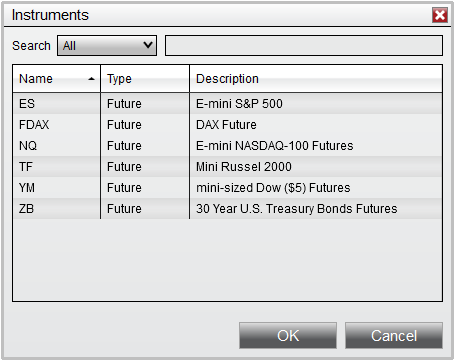 Instruments
Search All
Name Type Description
ES Future E-mini S&P 500
FDAX Future DAX Future
NQ Future E-mini NASDAQ-100 Futures
TF Future Mini Russel 2000
YM Future mini-sized Dow ($5) Futures
ZB Future 30 Year U.S. Treasury Bonds Futures
OK Cancel